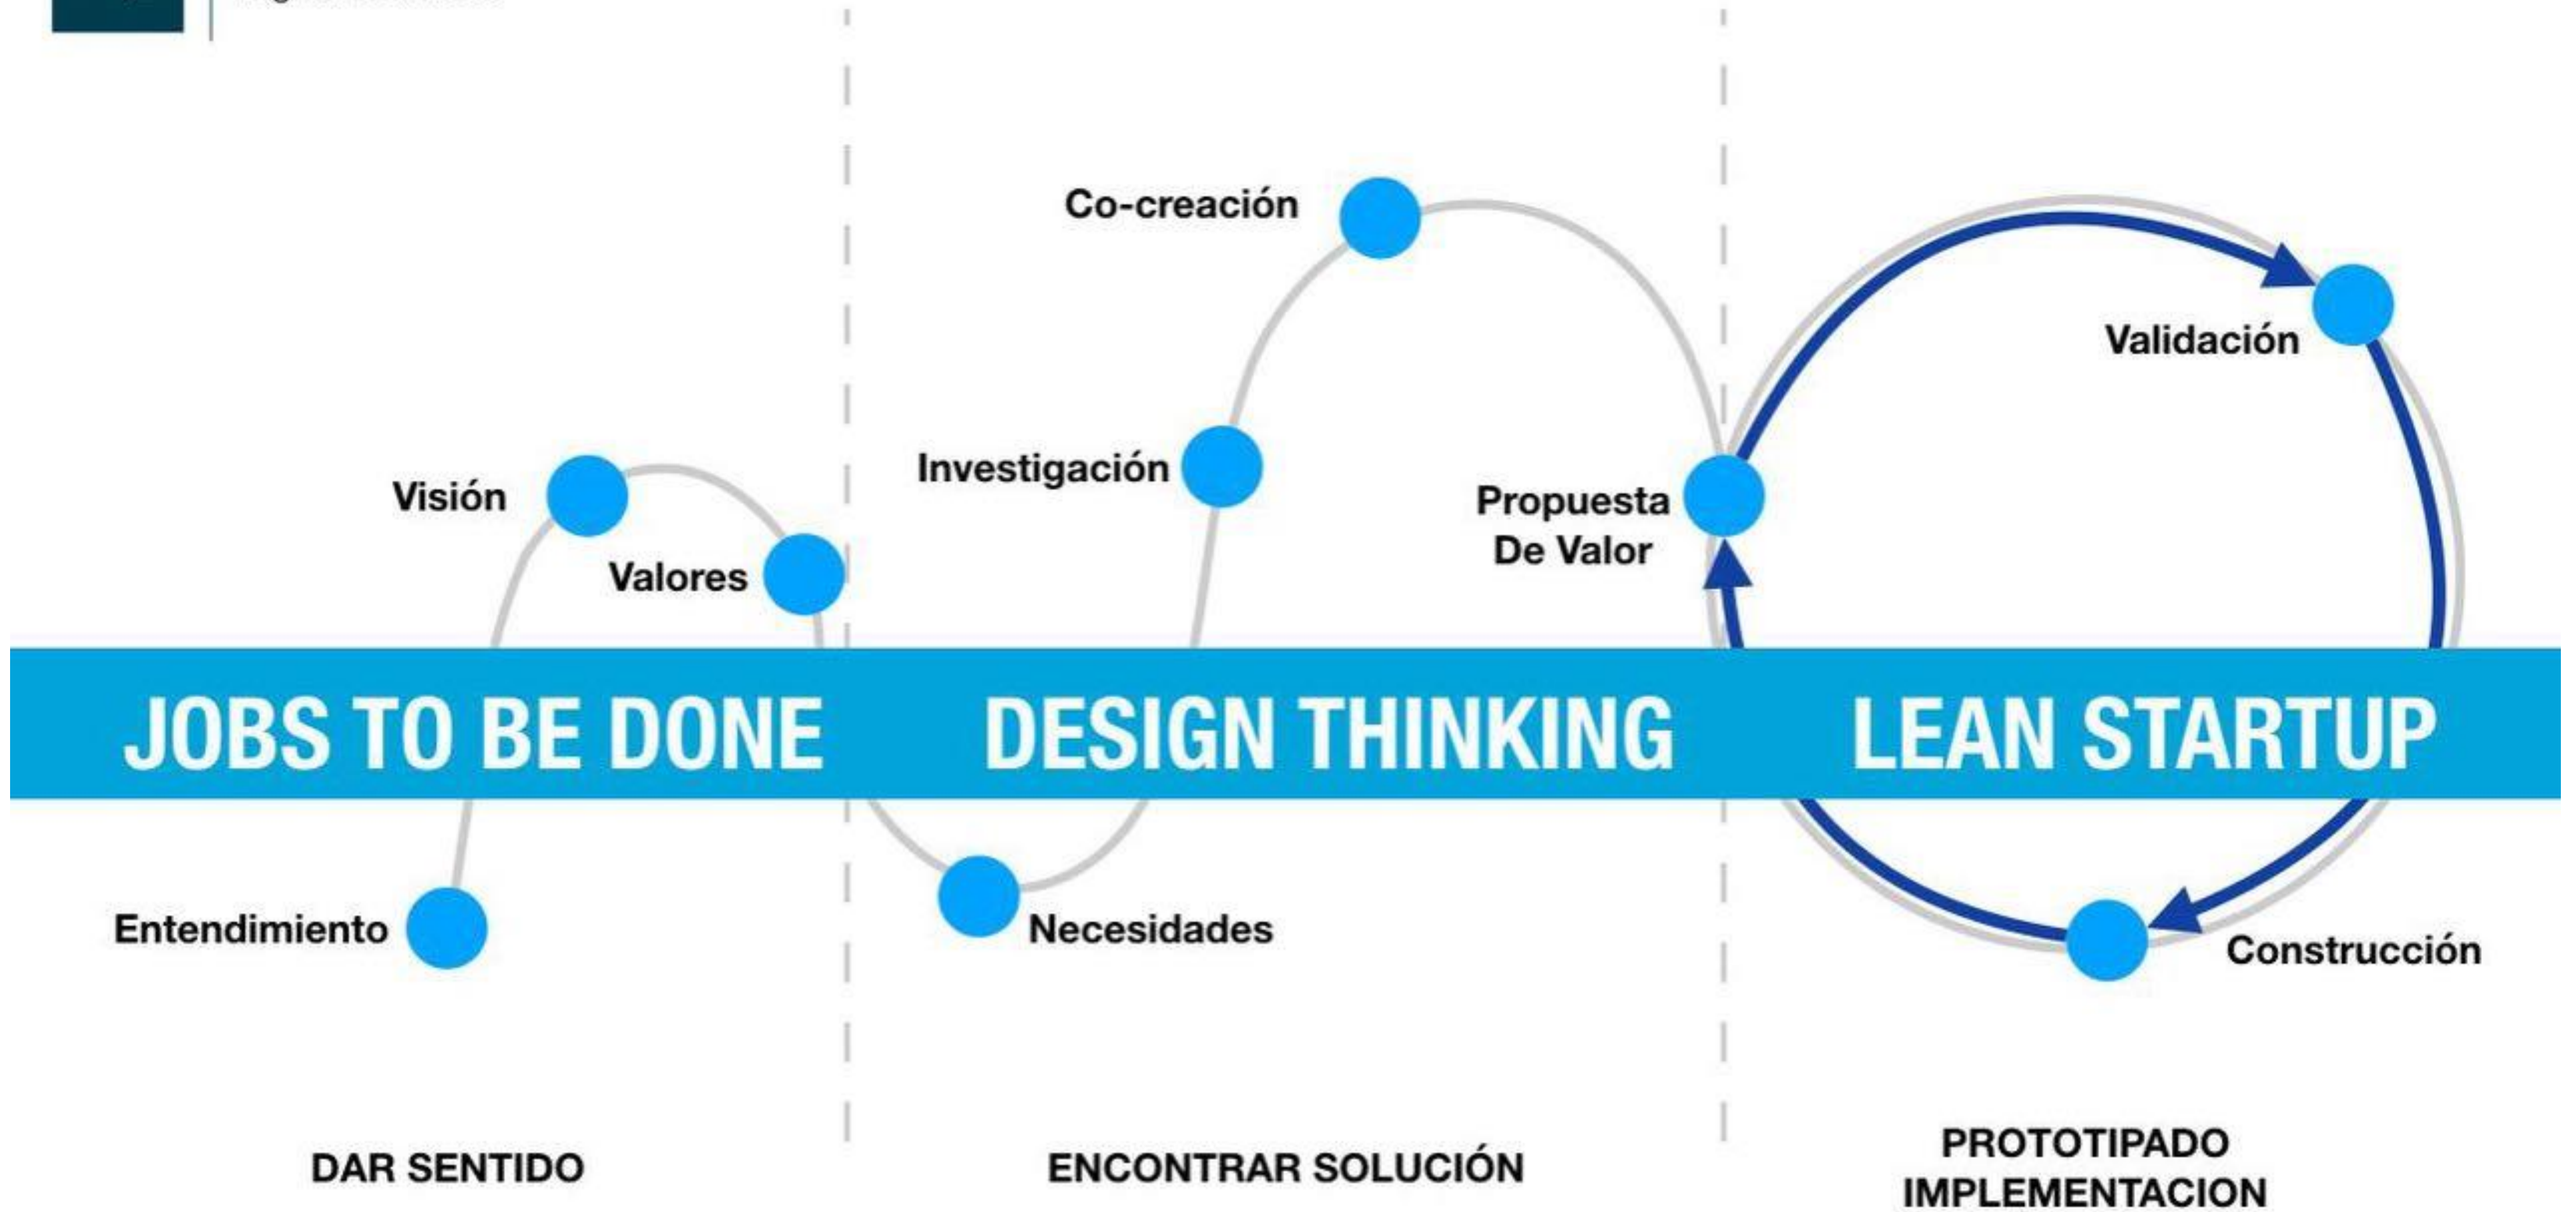 Co-creación
Validación
Visión
Investigación
Propuesta
De Valor
Valores
JOBS TO BE DONE
DESIGN THINKING
LEAN STARTUP
Entendimiento
Necesidades
Construcción
DAR SENTIDO
ENCONTRAR SOLUCIÓN
PROTOTIPADO
IMPLEMENTACION